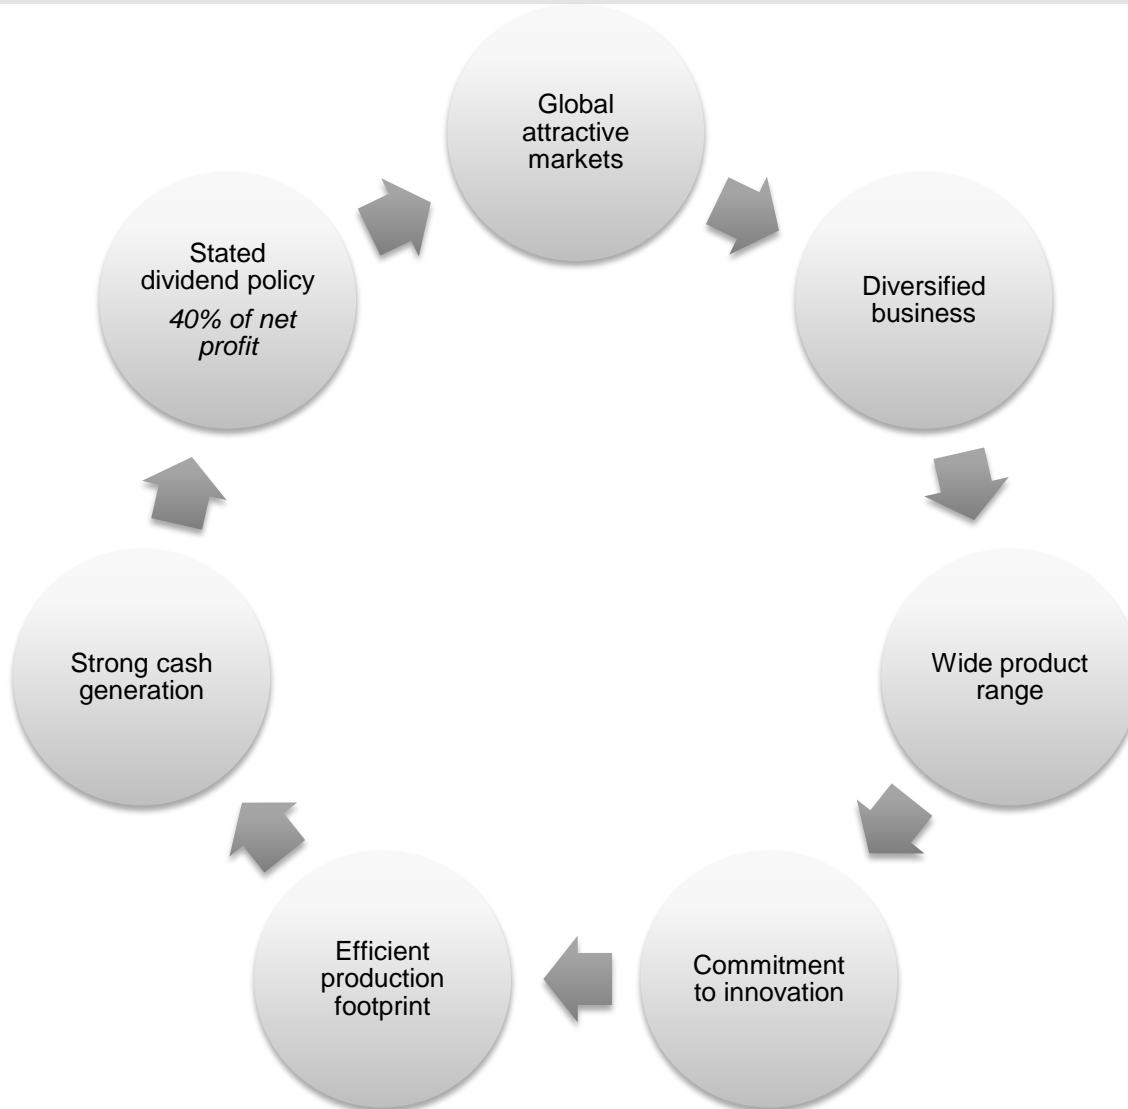 Global
attractive
markets
Diversified
business
Wide product
range
Commitment
to innovation
Efficient
production
footprint
Strong cash
generation
Stated
dividend policy
40% of net
profit